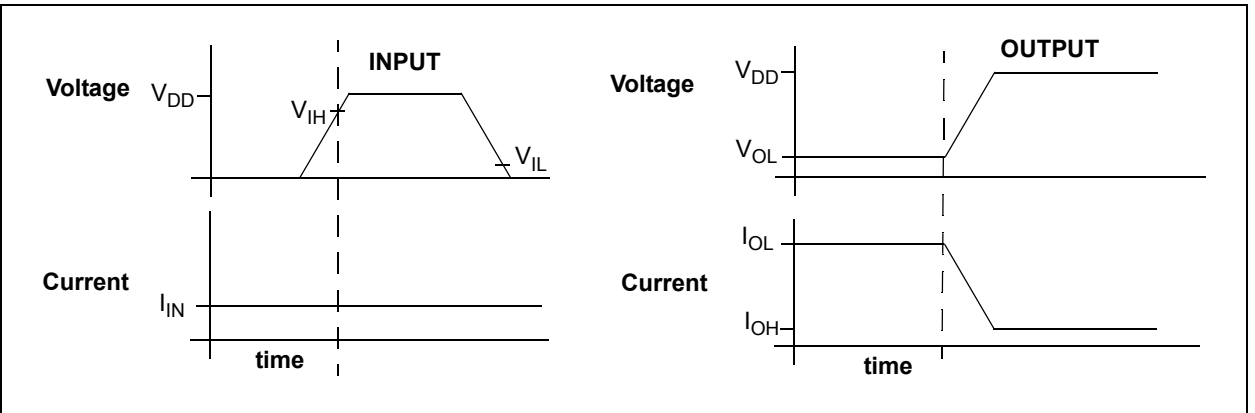 INPUT
Voltage
VDD
VIH
VIL
Current
IIN
time
OUTPUT
Voltage
VDD
VOL
IOL
Current
IOH
time